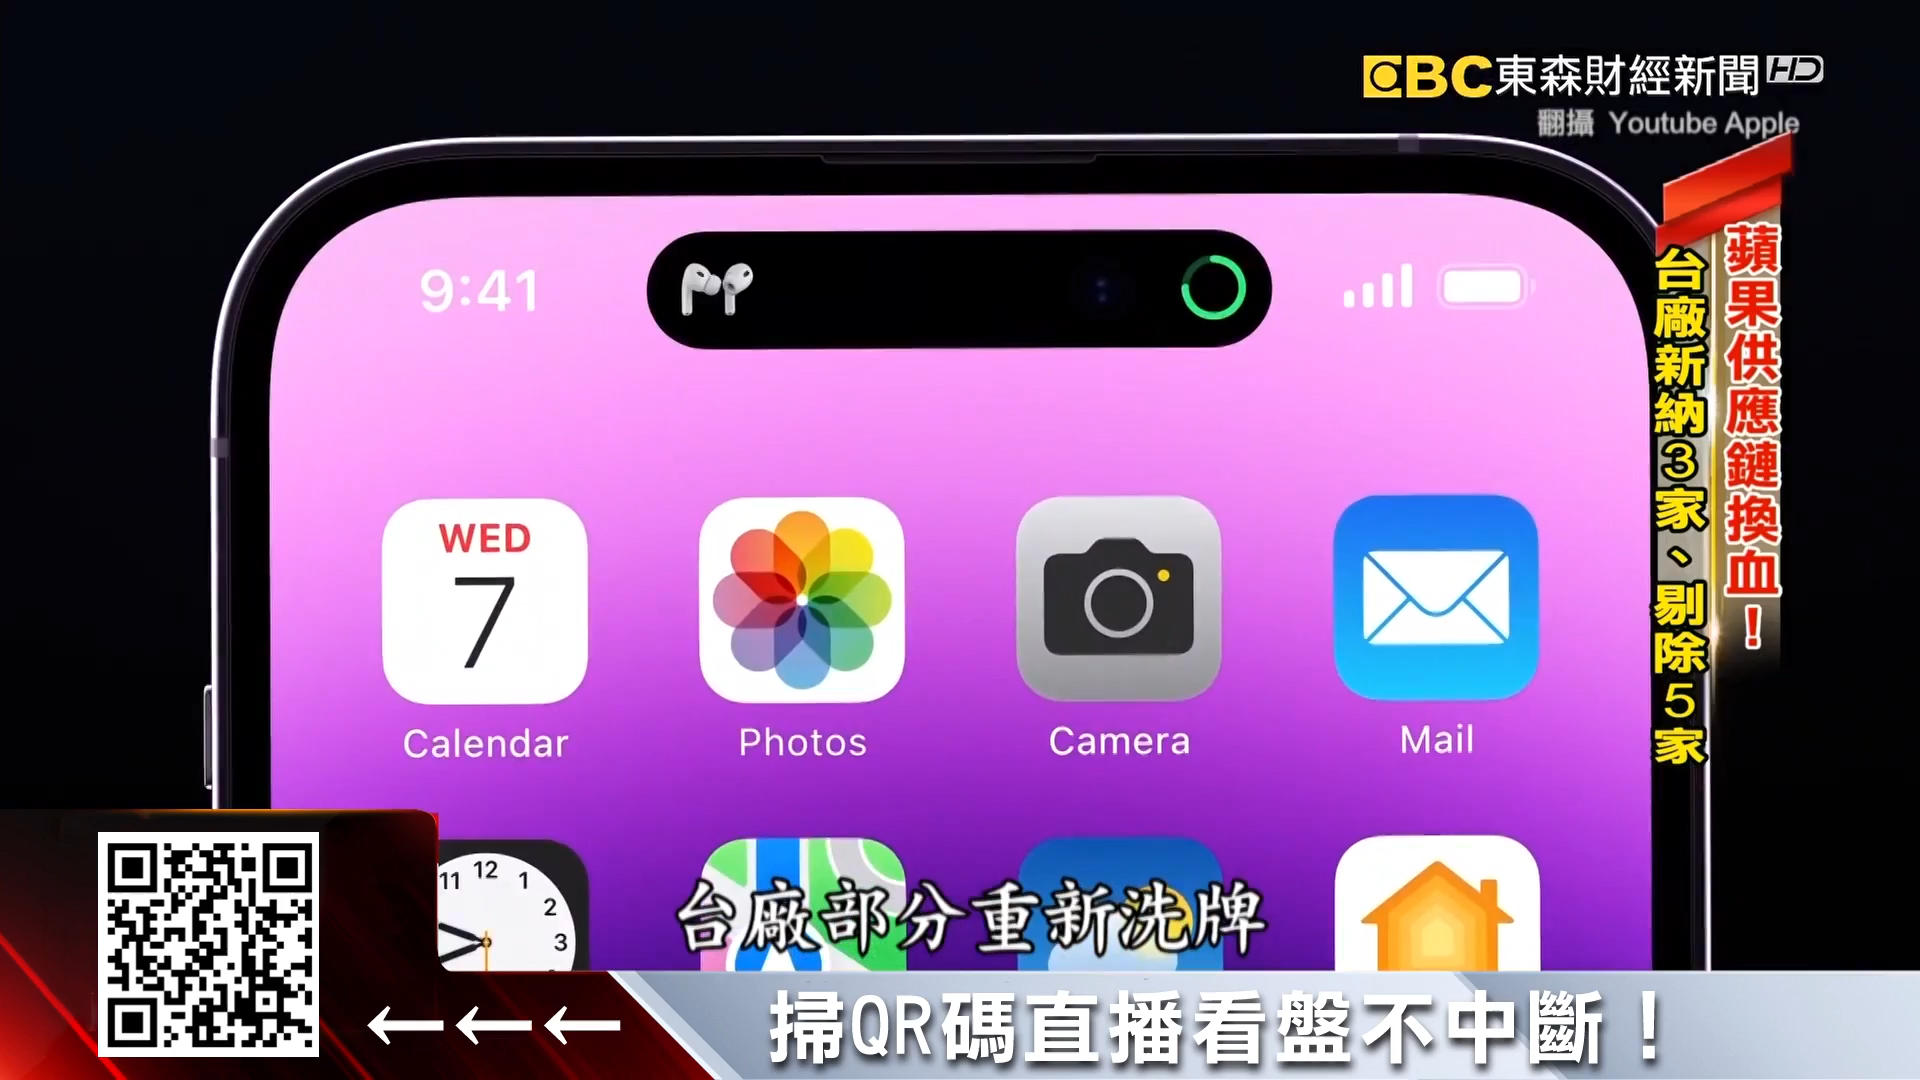 EBC東森財經新聞HD
翻攝 Youtube Apple
蘋果供應鏈換血！
台廠新納3家、剔除5家
9:41
WED
7
Calendar
Photos
Camera
Mail
11 12 1
2
3
台廠部分重新洗牌
←←←
掃QR碼直播看盤不中斷！